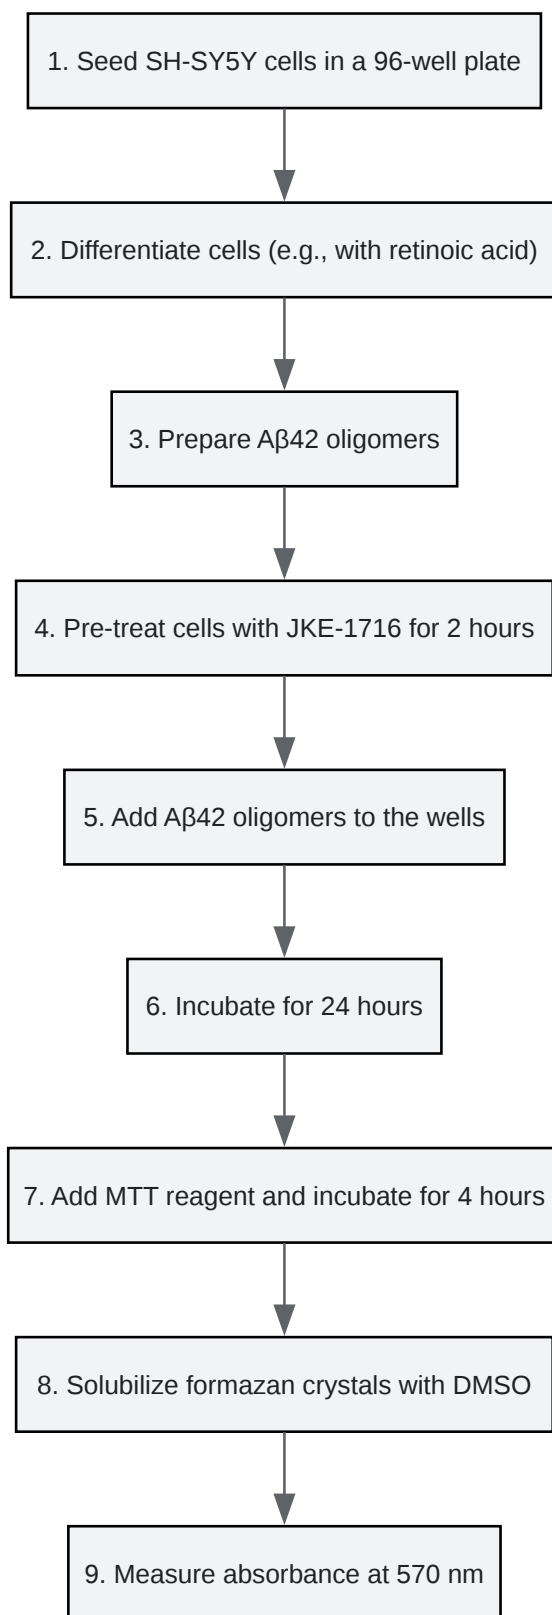 1. Seed SH-SY5Y cells in a 96-well plate
2. Differentiate cells (e.g., with retinoic acid)
3. Prepare Aβ42 oligomers
4. Pre-treat cells with JKE-1716 for 2 hours
5. Add Aβ42 oligomers to the wells
6. Incubate for 24 hours
7. Add MTT reagent and incubate for 4 hours
8. Solubilize formazan crystals with DMSO
9. Measure absorbance at 570 nm